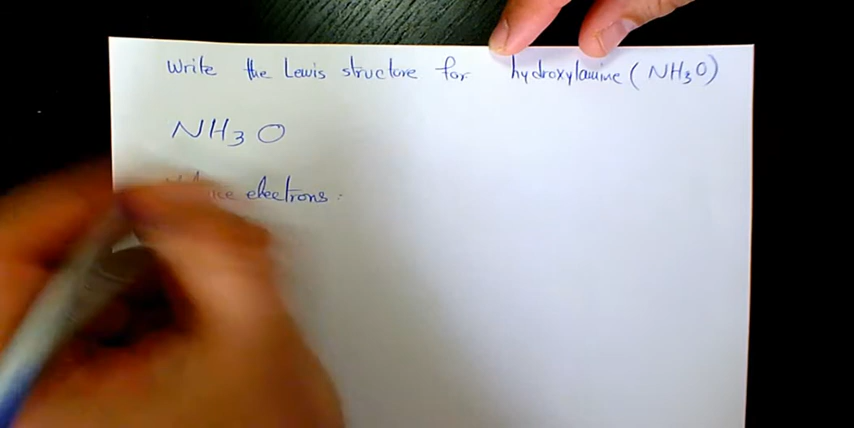 Write the Lewis structure for hydroxylamine (NH3O)
NH3O
electrons: